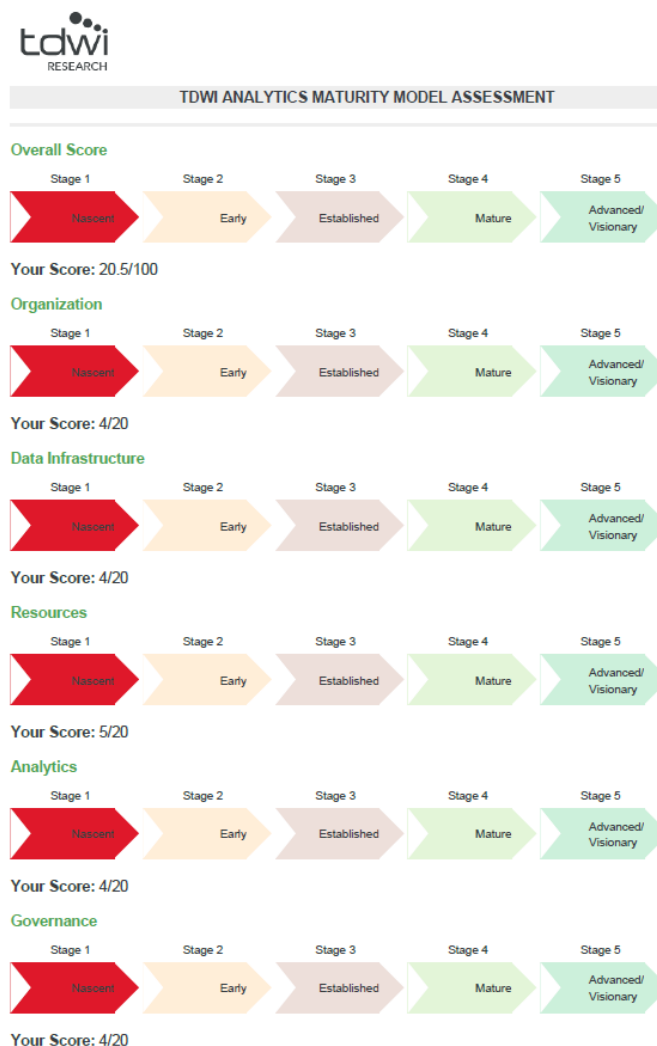 tdwi
RESEARCH
TDWI ANALYTICS MATURITY MODEL ASSESSMENT
Overall Score
Stage 1 Stage 2 Stage 3 Stage 4 Stage 5
Nascent Early Established Mature Advanced/
Visionary
Your Score: 20.5/100
Organization
Stage 1 Stage 2 Stage 3 Stage 4 Stage 5
Nascent Early Established Mature Advanced/
Visionary
Your Score: 4/20
Data Infrastructure
Stage 1 Stage 2 Stage 3 Stage 4 Stage 5
Nascent Early Established Mature Advanced/
Visionary
Your Score: 4/20
Resources
Stage 1 Stage 2 Stage 3 Stage 4 Stage 5
Nascent Early Established Mature Advanced/
Visionary
Your Score: 5/20
Analytics
Stage 1 Stage 2 Stage 3 Stage 4 Stage 5
Nascent Early Established Mature Advanced/
Visionary
Your Score: 4/20
Governance
Stage 1 Stage 2 Stage 3 Stage 4 Stage 5
Nascent Early Established Mature Advanced/
Visionary
Your Score: 4/20